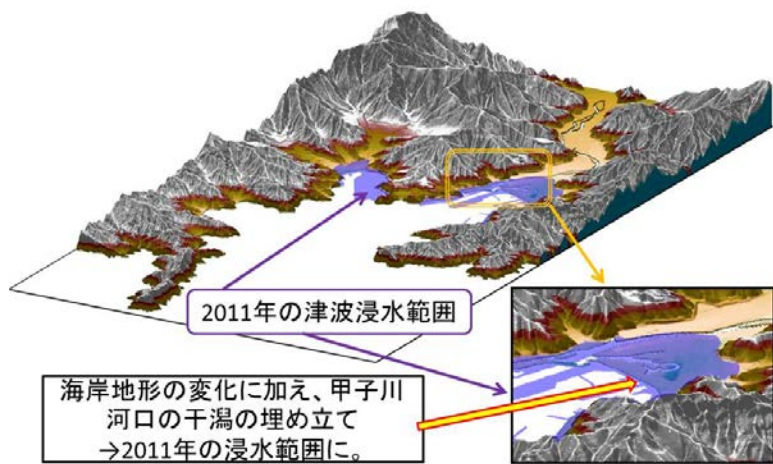 2011年の津波浸水範囲
海岸地形の変化に加え、甲子川
河口の干潟の埋め立て
→2011年の浸水範囲に。